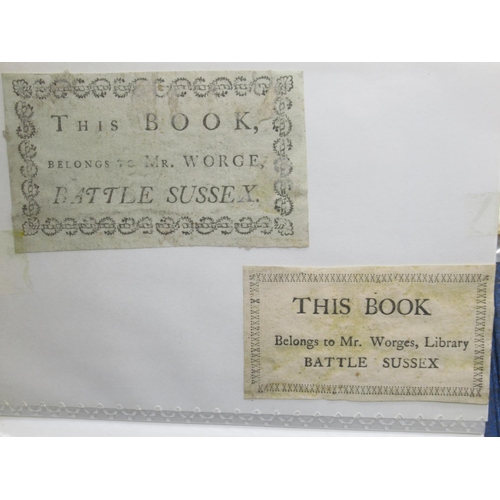 THIS BOOK,
BELONGS TO MR. WORGE,
BATTLE SUSSEX.
THIS BOOK
Belongs to Mr. Worges, Library
BATTLE SUSSEX